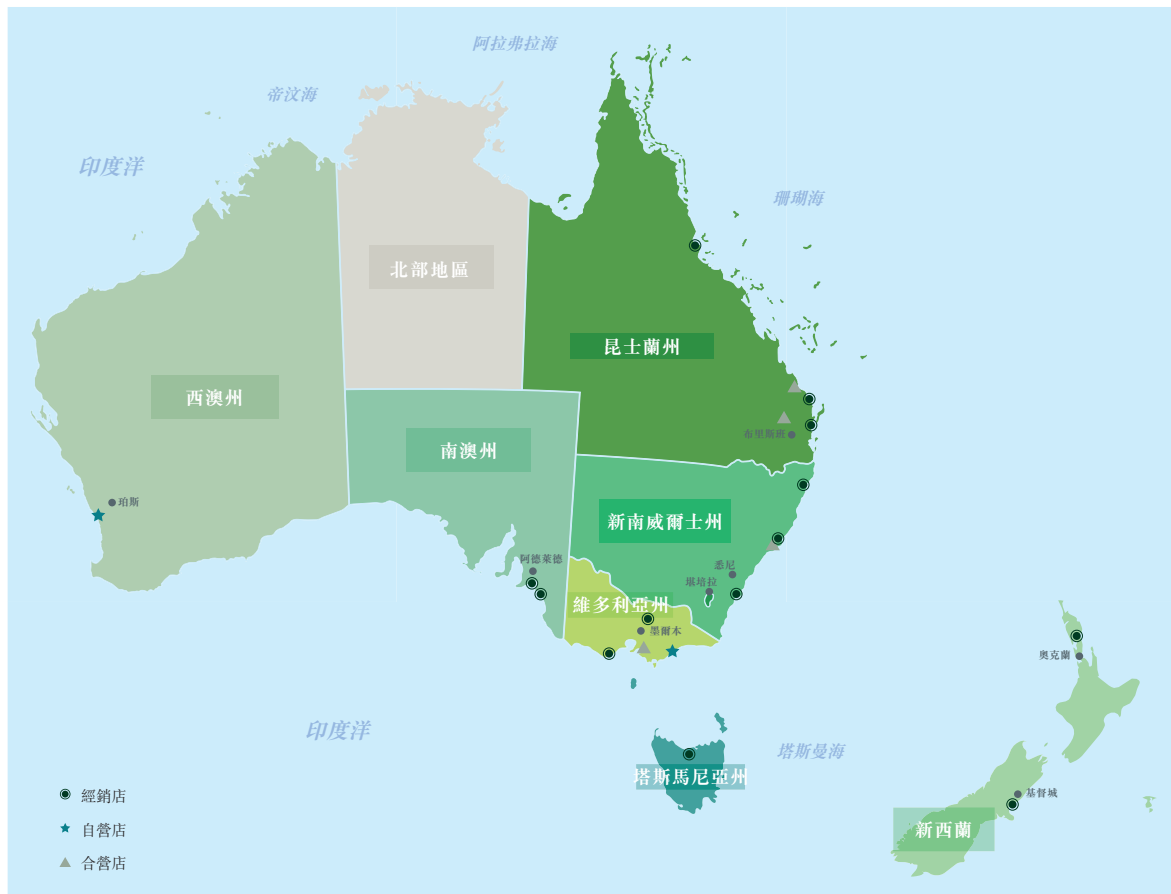 阿拉弗拉海
帝汶海
印度洋
珊瑚海
北部地區
昆士蘭州
西澳州
布里斯班
南澳州
珀斯
新南威爾士州
阿德萊德
悉尼
堪培拉
維多利亞州
墨爾本
奧克蘭
印度洋
塔斯曼海
塔斯馬尼亞州
經銷店
基督城
自營店
新西蘭
合營店